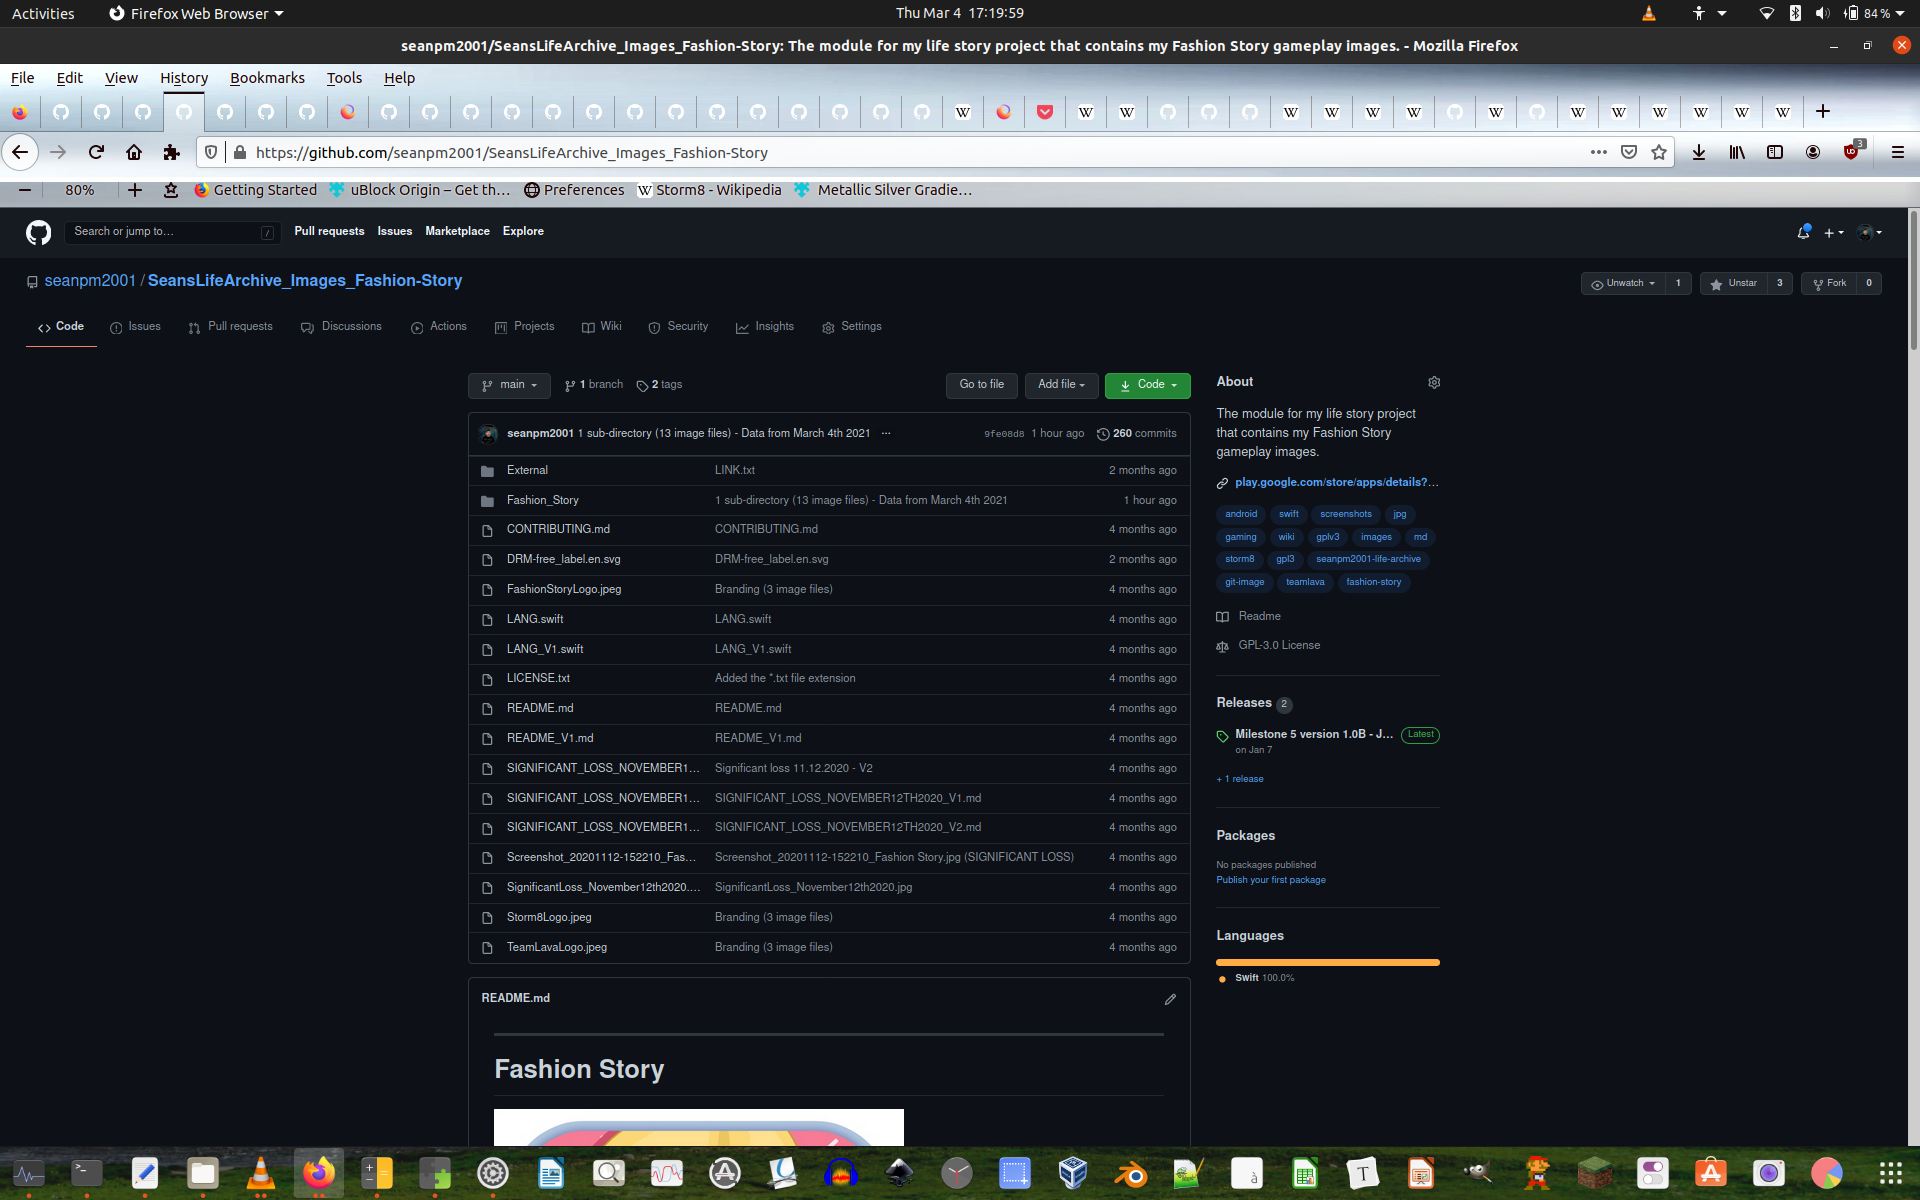 Activities Firefox Web Browser Thu Mar 4 17:19:59 84%
seanpm2001/SeansLifeArchive_Images_Fashion-Story: The module for my life story project that contains my Fashion Story gameplay images. - Mozilla Firefox
File Edit View History Bookmarks Tools Help
https://github.com/seanpm2001/SeansLifeArchive_Images_Fashion-Story 3
80% Getting Started uBlock Origin – Get th… Preferences Storm8 - Wikipedia Metallic Silver Gradie…
Search or jump to… / Pull requests Issues Marketplace Explore
seanpm2001 / SeansLifeArchive_Images_Fashion-Story Unwatch 1 Unstar 3 Fork 0
Code Issues Pull requests Discussions Actions Projects Wiki Security Insights Settings
main 1 branch 2 tags Go to file Add file Code
seanpm2001 1 sub-directory (13 image files) - Data from March 4th 2021 … 9fe08d8 1 hour ago 260 commits
External LINK.txt 2 months ago
Fashion_Story 1 sub-directory (13 image files) - Data from March 4th 2021 1 hour ago
CONTRIBUTING.md CONTRIBUTING.md 4 months ago
DRM-free_label.en.svg DRM-free_label.en.svg 2 months ago
FashionStoryLogo.jpeg Branding (3 image files) 4 months ago
LANG.swift LANG.swift 4 months ago
LANG_V1.swift LANG_V1.swift 4 months ago
LICENSE.txt Added the *.txt file extension 4 months ago
README.md README.md 4 months ago
README_V1.md README_V1.md 4 months ago
SIGNIFICANT_LOSS_NOVEMBER1… Significant loss 11.12.2020 - V2 4 months ago
SIGNIFICANT_LOSS_NOVEMBER1… SIGNIFICANT_LOSS_NOVEMBER12TH2020_V1.md 4 months ago
SIGNIFICANT_LOSS_NOVEMBER1… SIGNIFICANT_LOSS_NOVEMBER12TH2020_V2.md 4 months ago
Screenshot_20201112-152210_Fas… Screenshot_20201112-152210_Fashion Story.jpg (SIGNIFICANT LOSS) 4 months ago
SignificantLoss_November12th2020.… SignificantLoss_November12th2020.jpg 4 months ago
Storm8Logo.jpeg Branding (3 image files) 4 months ago
TeamLavaLogo.jpeg Branding (3 image files) 4 months ago
README.md
Fashion Story
About
The module for my life story project
that contains my Fashion Story
gameplay images.
play.google.com/store/apps/details?…
android swift screenshots jpg
gaming wiki gplv3 images md
storm8 gpl3 seanpm2001-life-archive
git-image teamlava fashion-story
Readme
GPL-3.0 License
Releases 2
Milestone 5 version 1.0B - J… Latest
on Jan 7
+ 1 release
Packages
No packages published
Publish your first package
Languages
Swift 100.0%